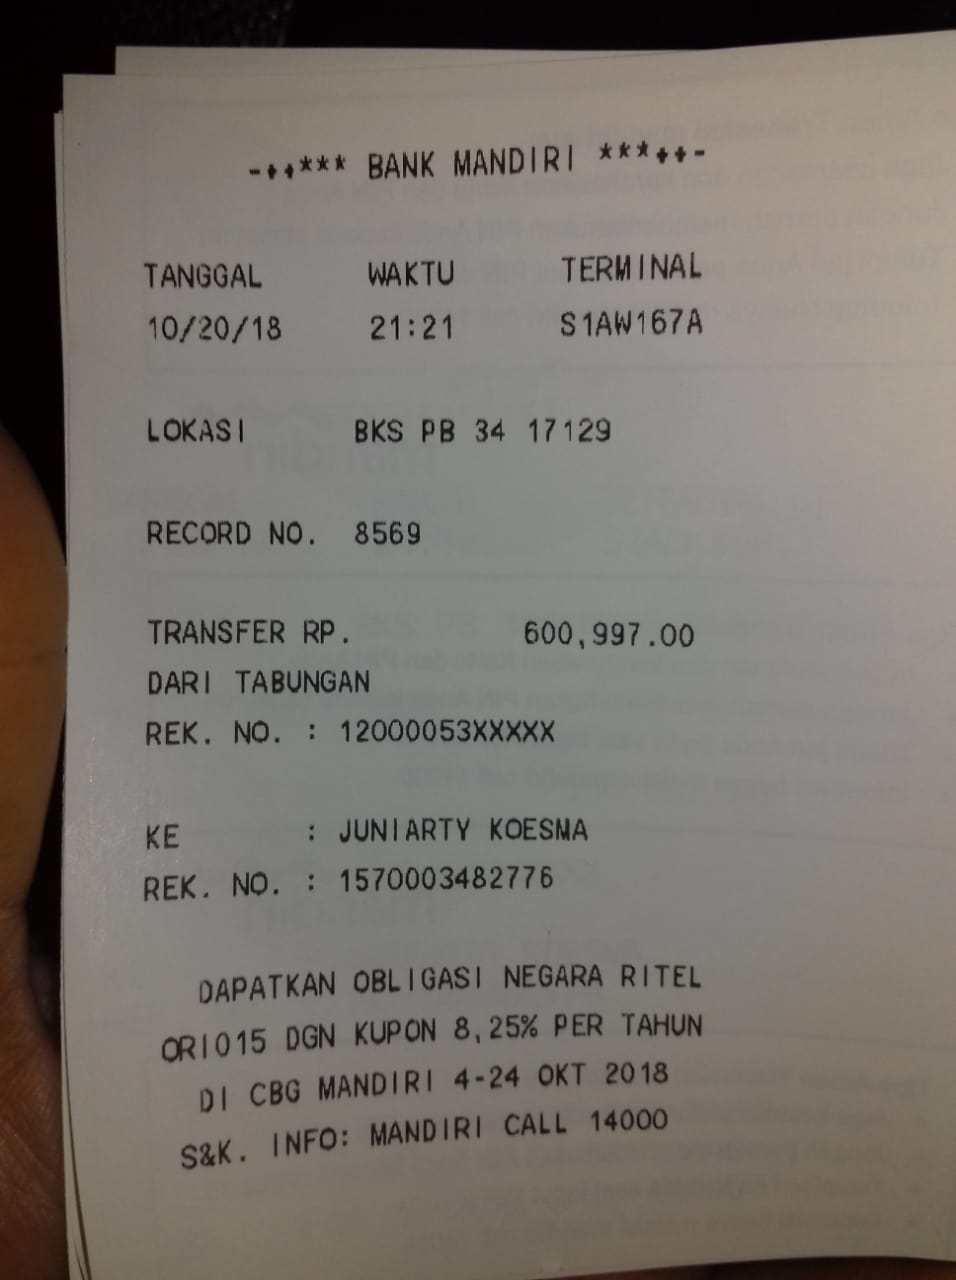 -++*** BANK MANDIRI ***++-
TANGGAL WAKTU TERMINAL
10/20/18 21:21 S1AW167A
LOKASI BKS PB 34 17129
RECORD NO. 8569
TRANSFER RP. 600,997.00
DARI TABUNGAN
REK. NO. : 12000053XXXXX
KE : JUNIARTY KOESMA
REK. NO. : 1570003482776
DAPATKAN OBLIGASI NEGARA RITEL
ORI015 DGN KUPON 8,25% PER TAHUN
DI CBG MANDIRI 4-24 OKT 2018
S&K. INFO: MANDIRI CALL 14000